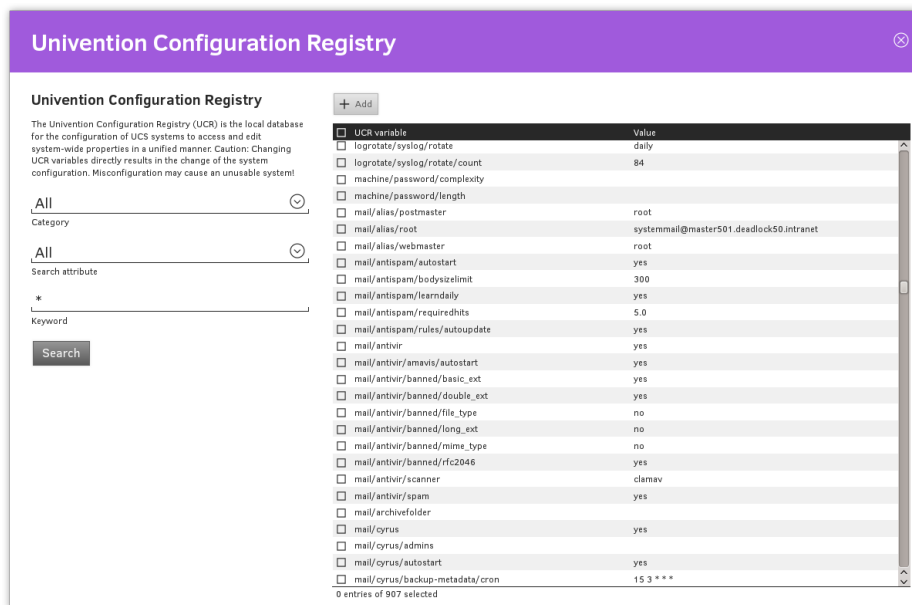 Univention Configuration Registry
Univention Configuration Registry
The Univention Configuration Registry (UCR) is the local database
for the configuration of UCS systems to access and edit
system-wide properties in a unified manner. Caution: Changing
UCR variables directly results in the change of the system
configuration. Misconfiguration may cause an unusable system!
All
Category
All
Search attribute
*
Keyword
Search
+ Add
UCR variable Value
logrotate/syslog/rotate daily
logrotate/syslog/rotate/count 84
machine/password/complexity
machine/password/length
mail/alias/postmaster root
mail/alias/root systemmail@master501.deadlock50.intranet
mail/alias/webmaster root
mail/antispam/autostart yes
mail/antispam/bodysizelimit 300
mail/antispam/learndaily yes
mail/antispam/requiredhits 5.0
mail/antispam/rules/autoupdate yes
mail/antivir yes
mail/antivir/amavis/autostart yes
mail/antivir/banned/basic_ext yes
mail/antivir/banned/double_ext yes
mail/antivir/banned/file_type no
mail/antivir/banned/long_ext no
mail/antivir/banned/mime_type no
mail/antivir/banned/rfc2046 yes
mail/antivir/scanner clamav
mail/antivir/spam yes
mail/archivefolder
mail/cyrus yes
mail/cyrus/admins
mail/cyrus/autostart yes
mail/cyrus/backup-metadata/cron 15 3 * * *
0 entries of 907 selected